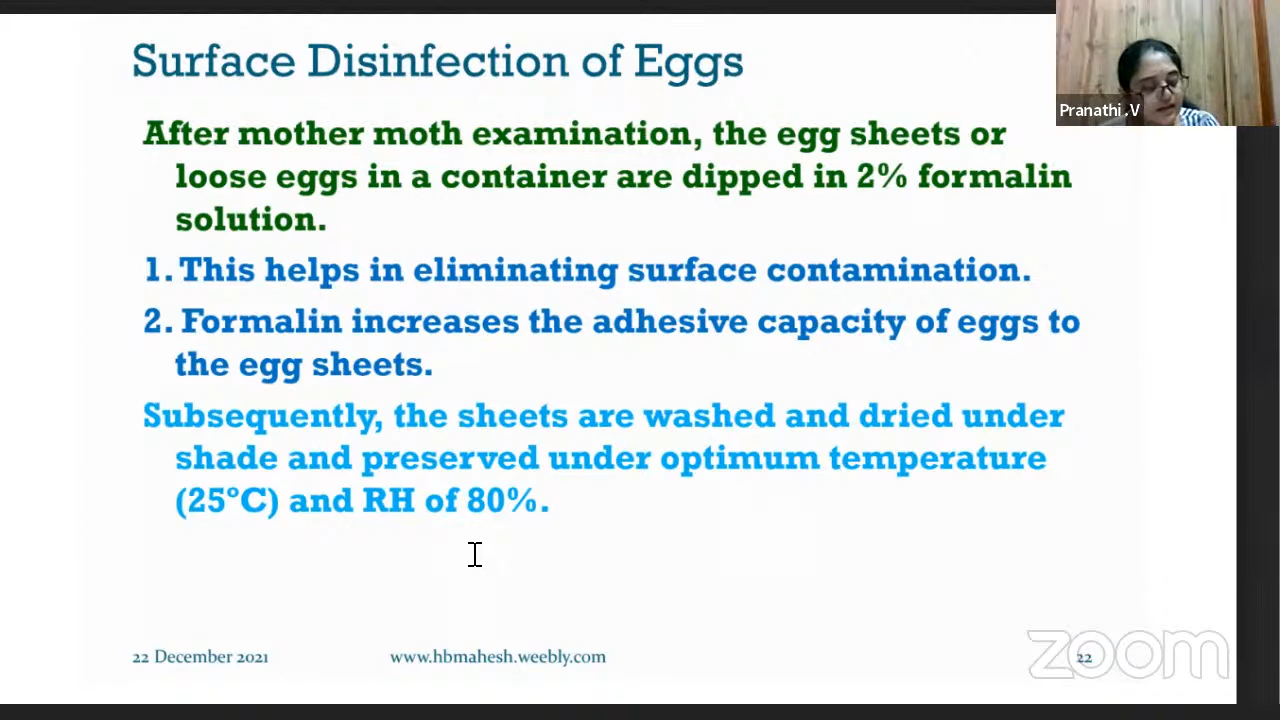 Surface Disinfection of Eggs
Pranathi .V
After mother moth examination, the egg sheets or
loose eggs in a container are dipped in 2% formalin
solution.
1. This helps in eliminating surface contamination.
2. Formalin increases the adhesive capacity of eggs to
the egg sheets.
Subsequently, the sheets are washed and dried under
shade and preserved under optimum temperature
(25°C) and RH of 80%.
22 December 2021
www.hbmahesh.weebly.com
22
zoom